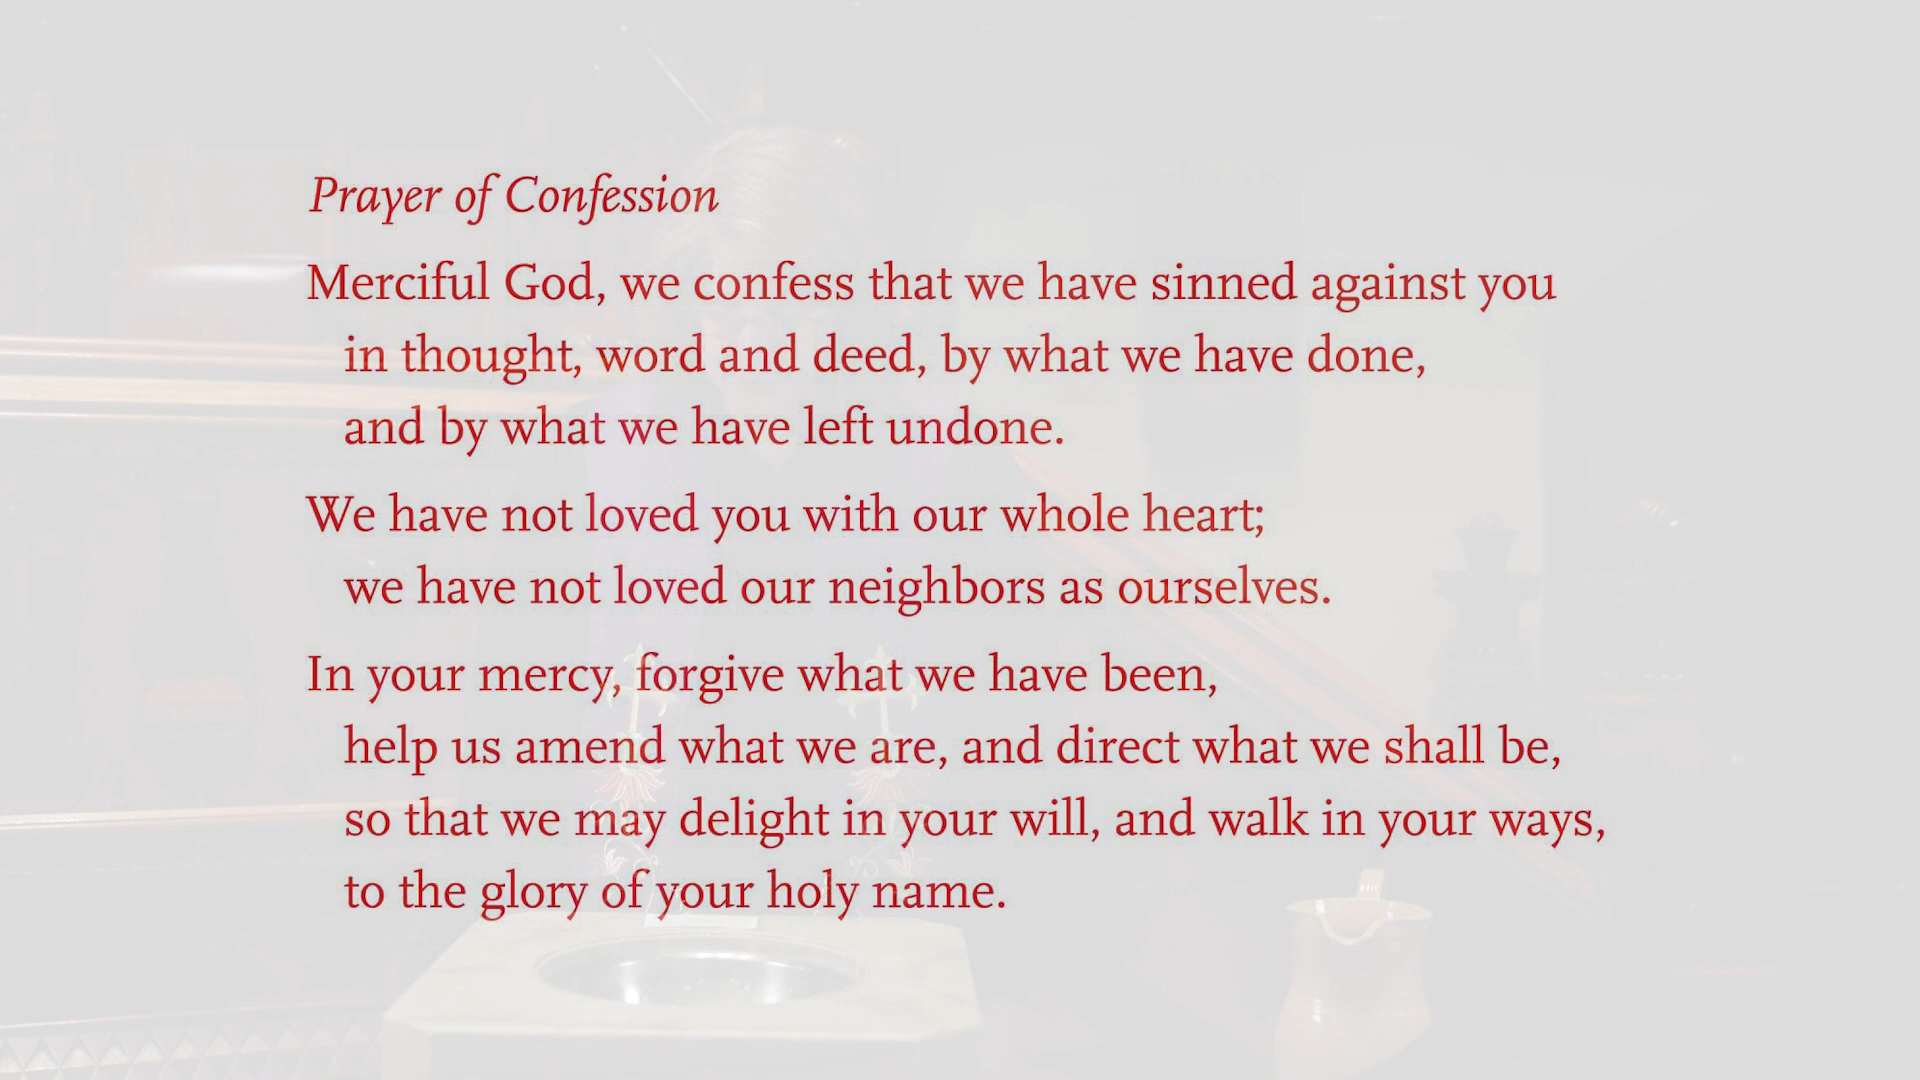 Prayer of Confession
Merciful God, we confess that we have sinned against you
in thought, word and deed, by what we have done,
and by what we have left undone.
We have not loved you with our whole heart;
we have not loved our neighbors as ourselves.
In your mercy, forgive what we have been,
help us amend what we are, and direct what we shall be,
so that we may delight in your will, and walk in your ways,
to the glory of your holy name.